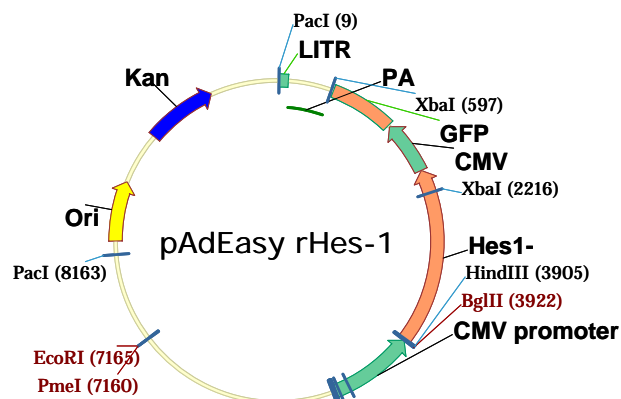 PacI (9)
LITR
Kan
PA
XbaI (597)
GFP
CMV
XbaI (2216)
Ori
pAdEasy rHes-1
Hes1-
PacI (8163)
HindIII (3905)
BglII (3922)
CMV promoter
EcoRI (7165)
PmeI (7160)